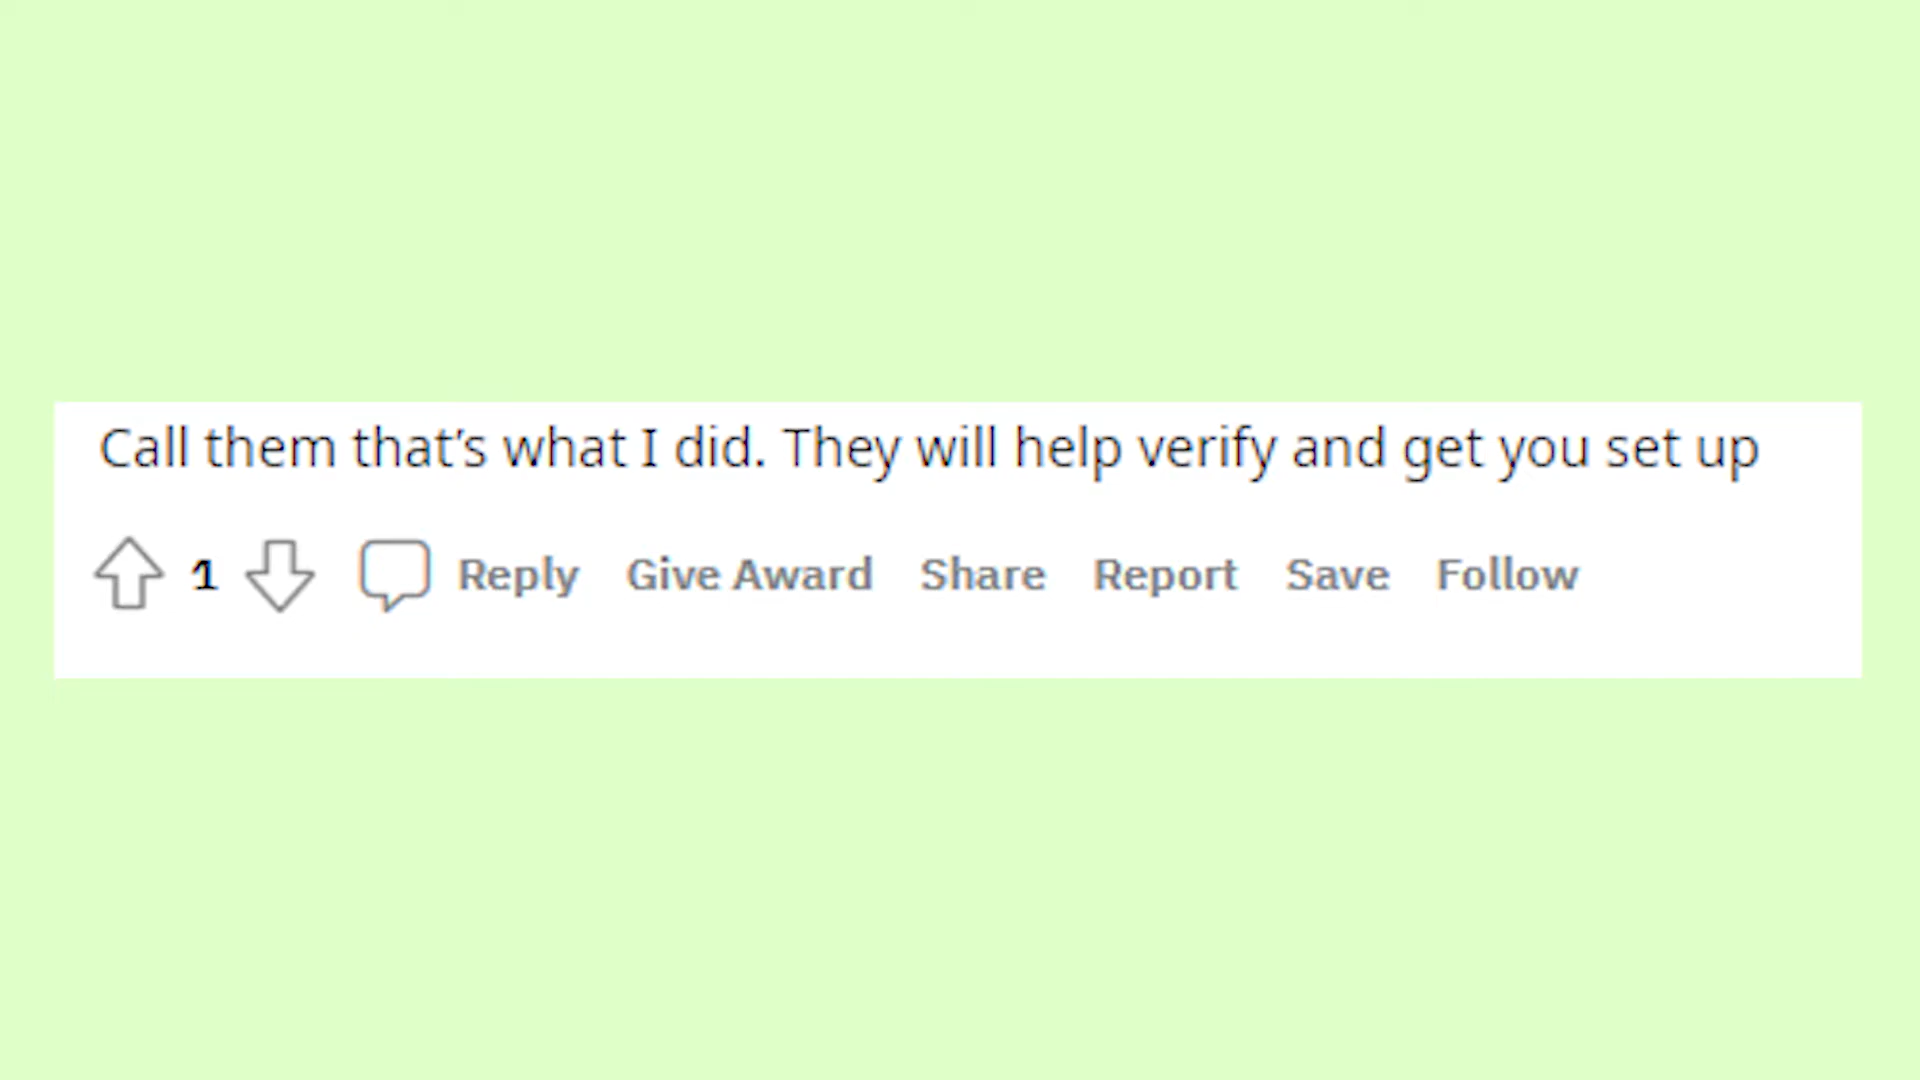 Call them that’s what I did. They will help verify and get you set up
1 Reply Give Award Share Report Save Follow